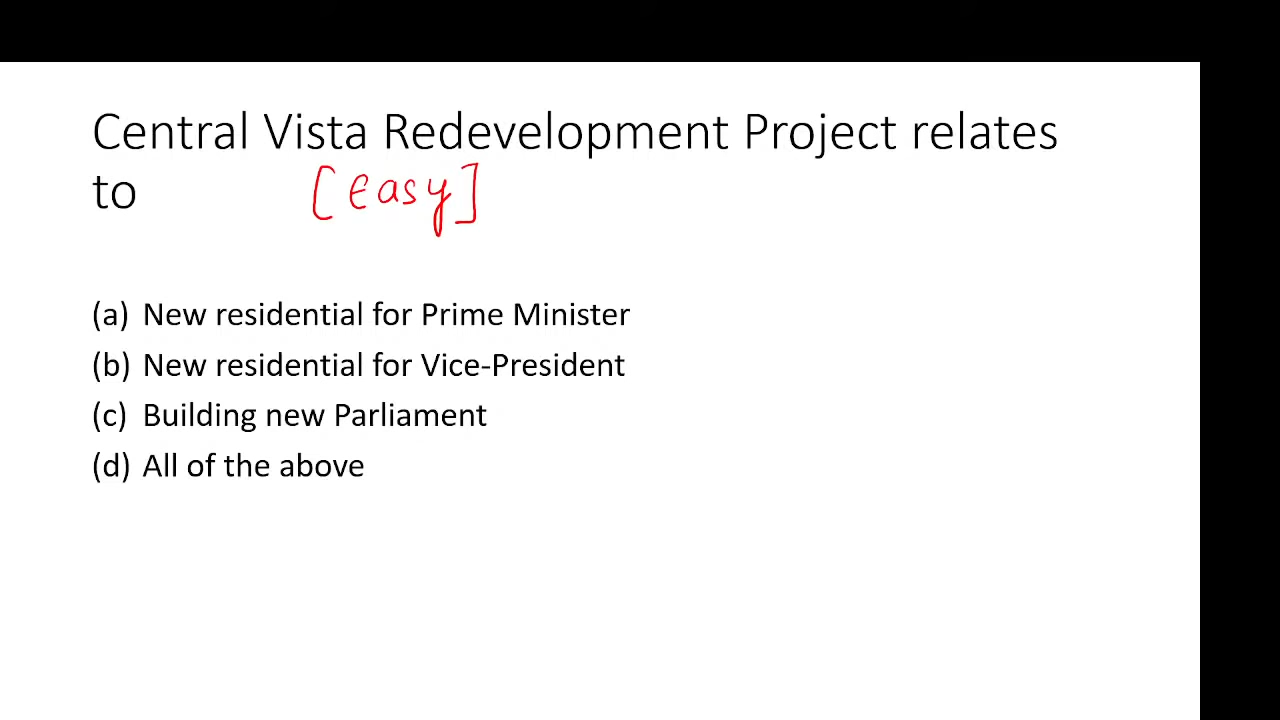 Central Vista Redevelopment Project relates
to [Easy]
(a) New residential for Prime Minister
(b) New residential for Vice-President
(c) Building new Parliament
(d) All of the above